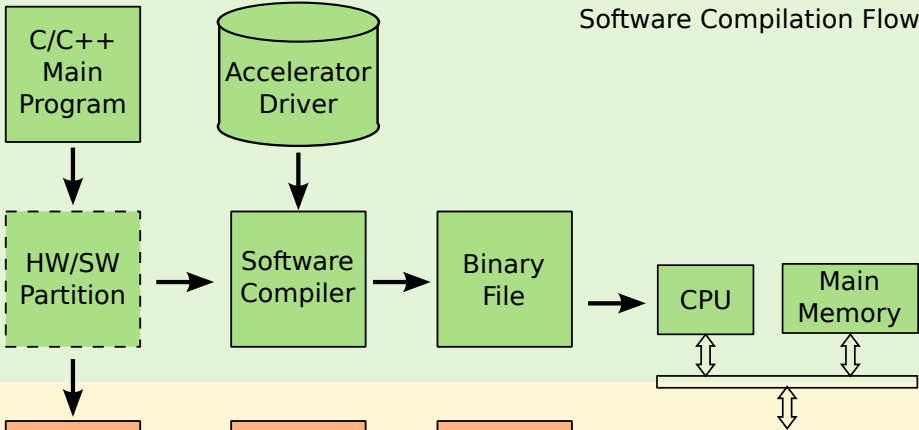 Software Compilation Flow
C/C++
Main
Program
Accelerator
Driver
HW/SW
Partition
Software
Compiler
Binary
File
CPU
Main
Memory